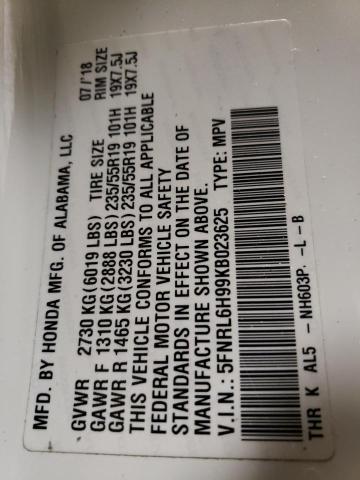 MFD. BY HONDA MFG. OF ALABAMA, LLC 07/'18
GVWR 2730 KG(6019 LBS) TIRE SIZE RIM SIZE
GAWR F 1310 KG(2888 LBS)235/55R19 101H 19X7.5J
GAWR R 1465 KG(3230 LBS)235/55R19 101H 19X7.5J
THIS VEHICLE CONFORMS TO ALL APPLICABLE
FEDERAL MOTOR VEHICLE SAFETY
STANDARDS IN EFFECT ON THE DATE OF
MANUFACTURE SHOWN ABOVE.
V.I.N.: 5FNRL6H99KB023625 TYPE: MPV
THR K AL5 - NH603P. -L -B